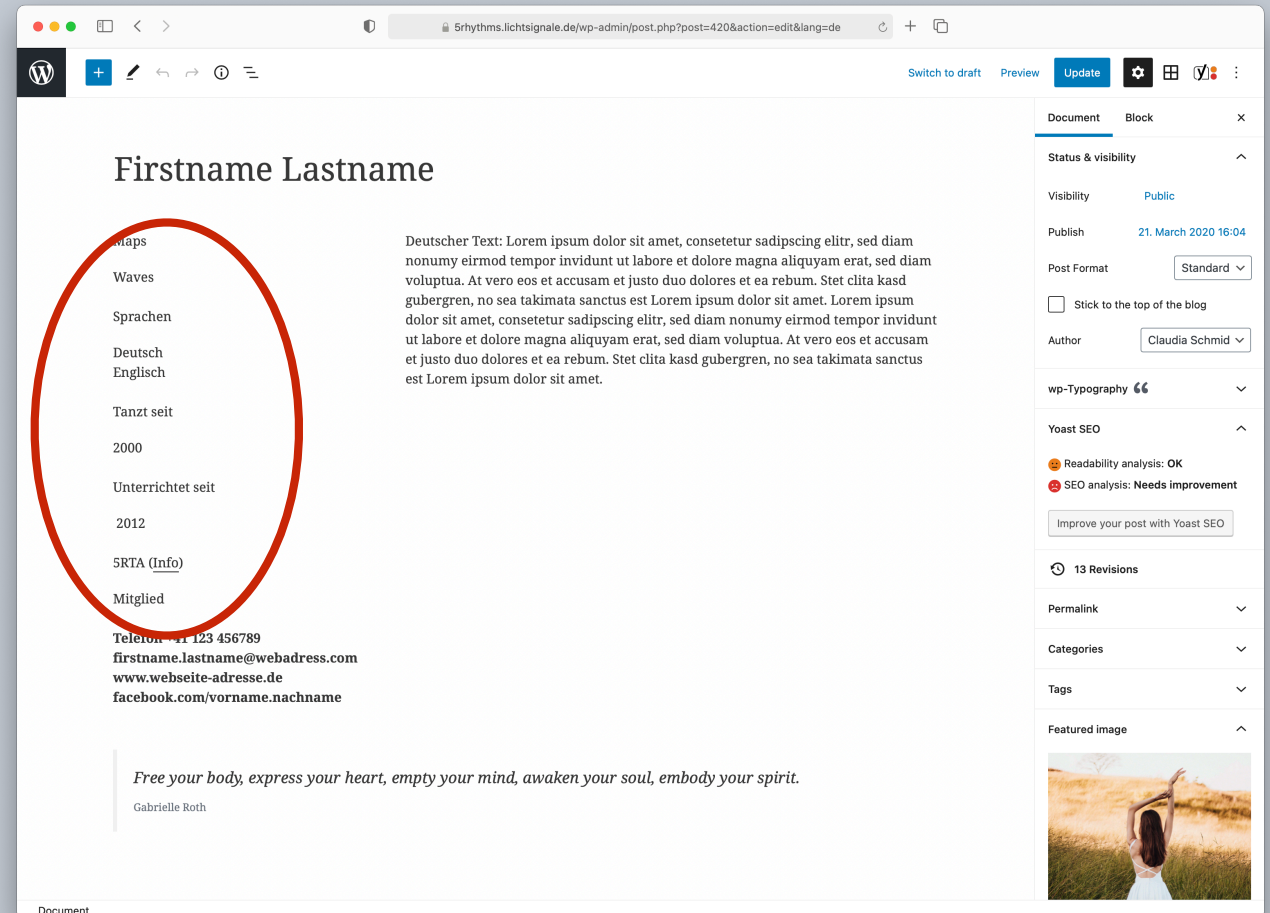 5rhythms.lichtsignale.de/wp-admin/post.php?post=420&action=edit&lang=de
Switch to draft
Preview
Update
Document
Block
Firstname Lastname
Maps
Waves
Sprachen
Deutsch
Englisch
Tanzt seit
2000
Unterrichtet seit
2012
5RTA (Info)
Mitglied
Telefon +41 123 456789
firstname.lastname@webadress.com
www.webseite-adresse.de
facebook.com/vorname.nachname
Deutscher Text: Lorem ipsum dolor sit amet, consetetur sadipscing elitr, sed diam
nonumy eirmod tempor invidunt ut labore et dolore magna aliquyam erat, sed diam
voluptua. At vero eos et accusam et justo duo dolores et ea rebum. Stet clita kasd
gubergren, no sea takimata sanctus est Lorem ipsum dolor sit amet. Lorem ipsum
dolor sit amet, consetetur sadipscing elitr, sed diam nonumy eirmod tempor invidunt
ut labore et dolore magna aliquyam erat, sed diam voluptua. At vero eos et accusam
et justo duo dolores et ea rebum. Stet clita kasd gubergren, no sea takimata sanctus
est Lorem ipsum dolor sit amet.
Free your body, express your heart, empty your mind, awaken your soul, embody your spirit.
Gabrielle Roth
Status & visibility
Visibility
Public
Publish
21. March 2020 16:04
Post Format
Standard
Stick to the top of the blog
Author
Claudia Schmid
wp-Typography
Yoast SEO
Readability analysis: OK
SEO analysis: Needs improvement
Improve your post with Yoast SEO
13 Revisions
Permalink
Categories
Tags
Featured image
Document